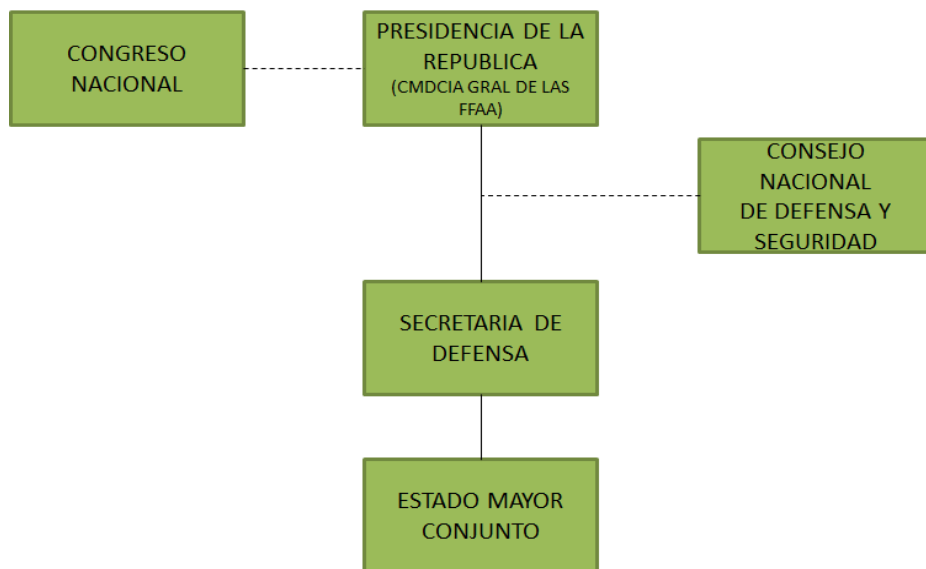 CONGRESO
NACIONAL
PRESIDENCIA DE LA
REPUBLICA
(CMDCIA GRAL DE LAS
FFAA)
CONSEJO
NACIONAL
DE DEFENSA Y
SEGURIDAD
SECRETARIA DE
DEFENSA
ESTADO MAYOR
CONJUNTO